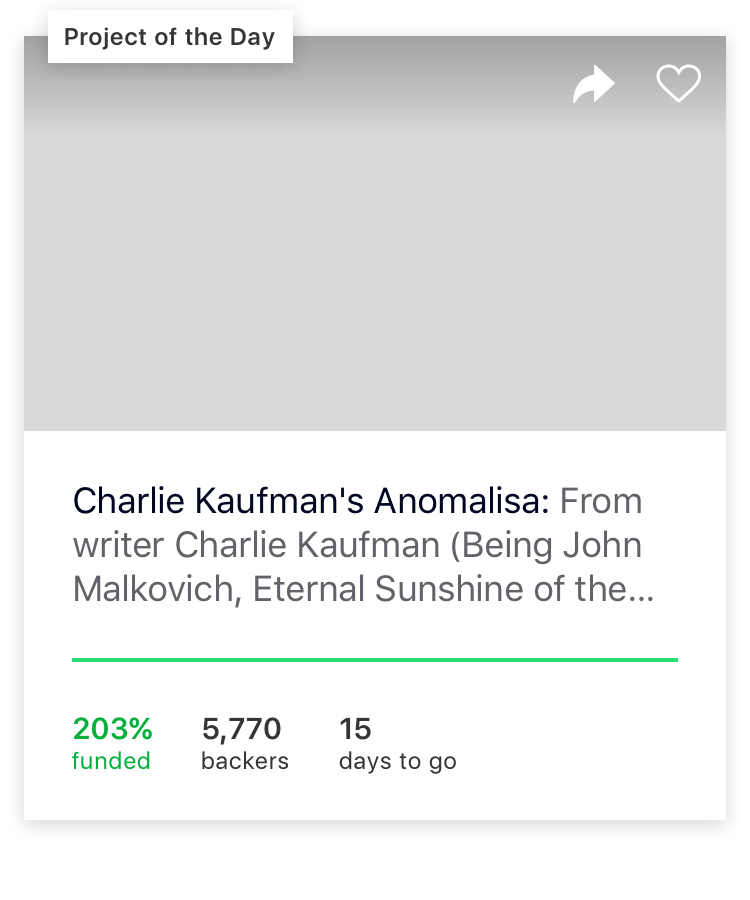 Project of the Day
Charlie Kaufman's Anomalisa: From
writer Charlie Kaufman (Being John
Malkovich, Eternal Sunshine of the...
203% 5,770 15
funded backers days to go